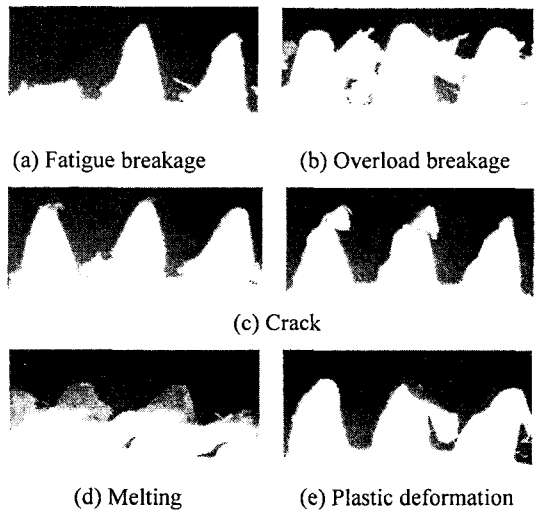 (a) Fatigue breakage
(b) Overload breakage
(c) Crack
(d) Melting
(e) Plastic deformation